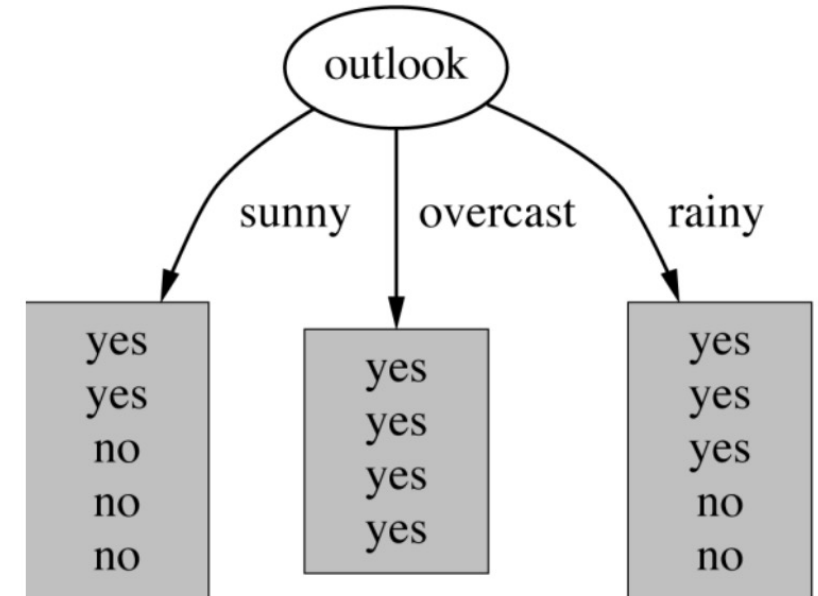 outlook
sunny
overcast
rainy
yes
yes
no
no
no
yes
yes
yes
yes
yes
yes
yes
no
no